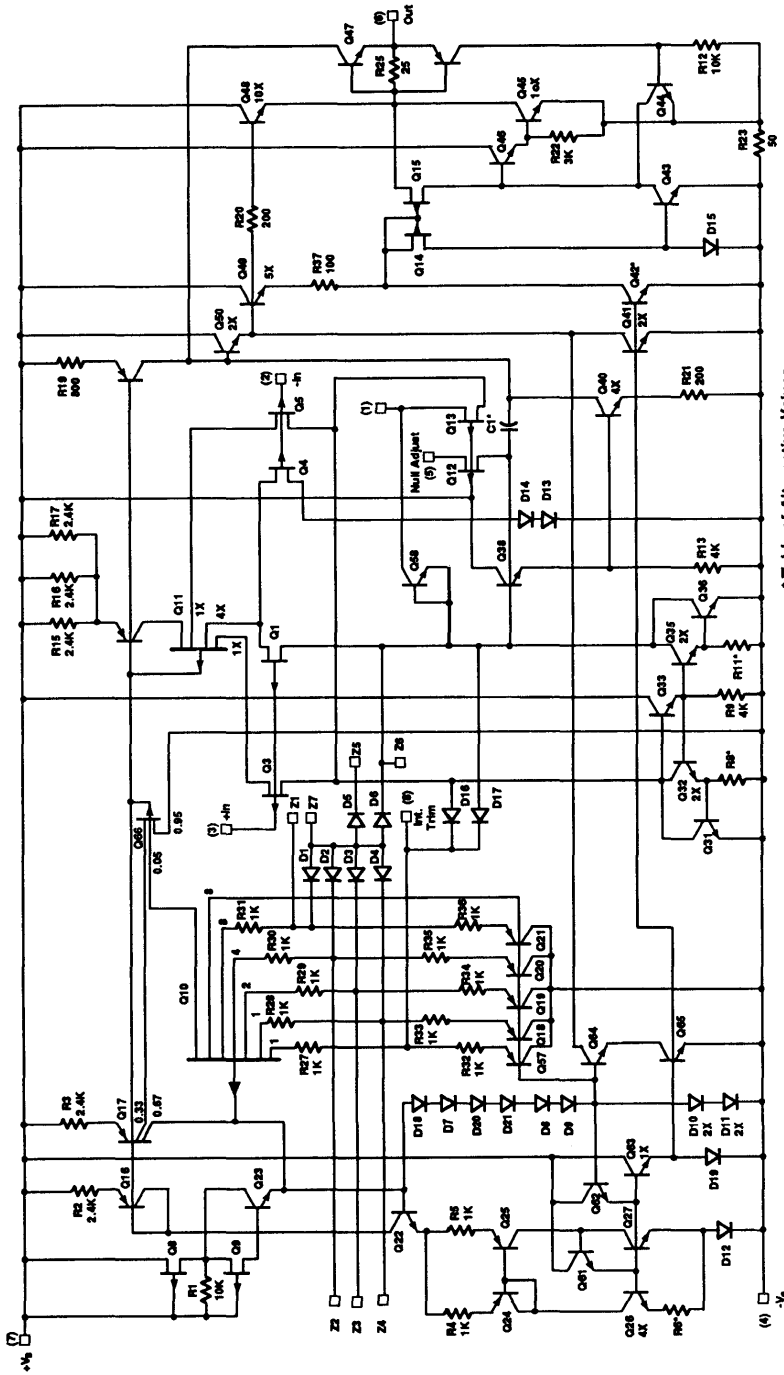 (7)
+Vs
R2
2.4K
R3
2.4K
R15
2.4K
R16
2.4K
R17
2.4K
R19
800
Q8
R1
10K
Q9
Q16
Q17
0.33
0.67
Q23
Q10
Q66
0.05
0.95
Q11
1X
4X
1X
Q50
2X
Q49
5X
R20
200
Q48
10X
Q47
(6)
Out
R25
25
R37
100
(2)
-In
Q5
Q4
Q1
Q3
(3)
+In
8
8
4
2
1
1
R31
1K
R30
1K
R29
1K
R28
1K
R27
1K
Z1
Z7
D1
D2
D3
D4
D5
D6
Z5
Z6
Z2
Z3
Z4
(8)
Int.
Trim
D16
D17
(1)
Null Adjust
(5)
Q13
Q12
C1*
Q58
Q38
D14
D13
Q14
Q15
Q46
Q45
10X
R22
3K
R36
1K
R35
1K
R34
1K
R33
1K
R32
1K
Q21
Q20
Q19
Q18
Q57
Q22
D18
D7
D20
D21
D8
D9
R4
1K
R5
1K
Q24
Q25
Q61
Q62
Q64
Q26
4X
Q27
Q63
1X
Q65
R6*
D12
D19
D10
2X
D11
2X
Q31
Q32
2X
R8*
Q33
R9
4K
Q35
2X
Q36
R11*
R13
4K
Q40
4X
R21
200
Q41
2X
Q42*
Q43
Q44
D15
R12
10K
R23
50
(4)
-Vs